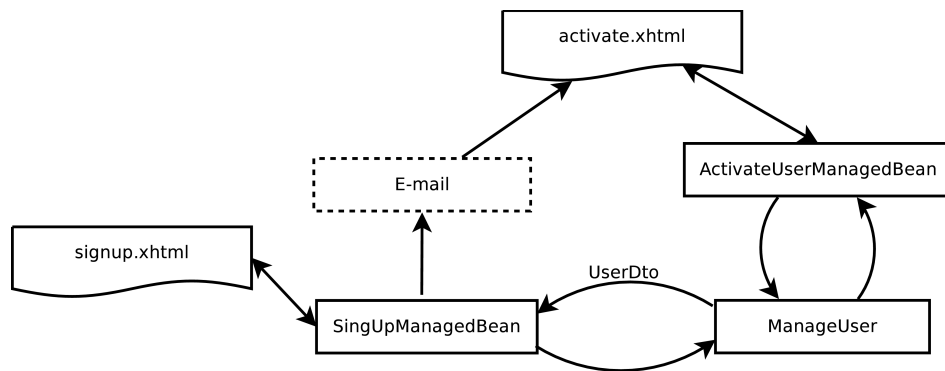 activate.xhtml
ActivateUserManagedBean
E-mail
signup.xhtml
UserDto
SingUpManagedBean
ManageUser